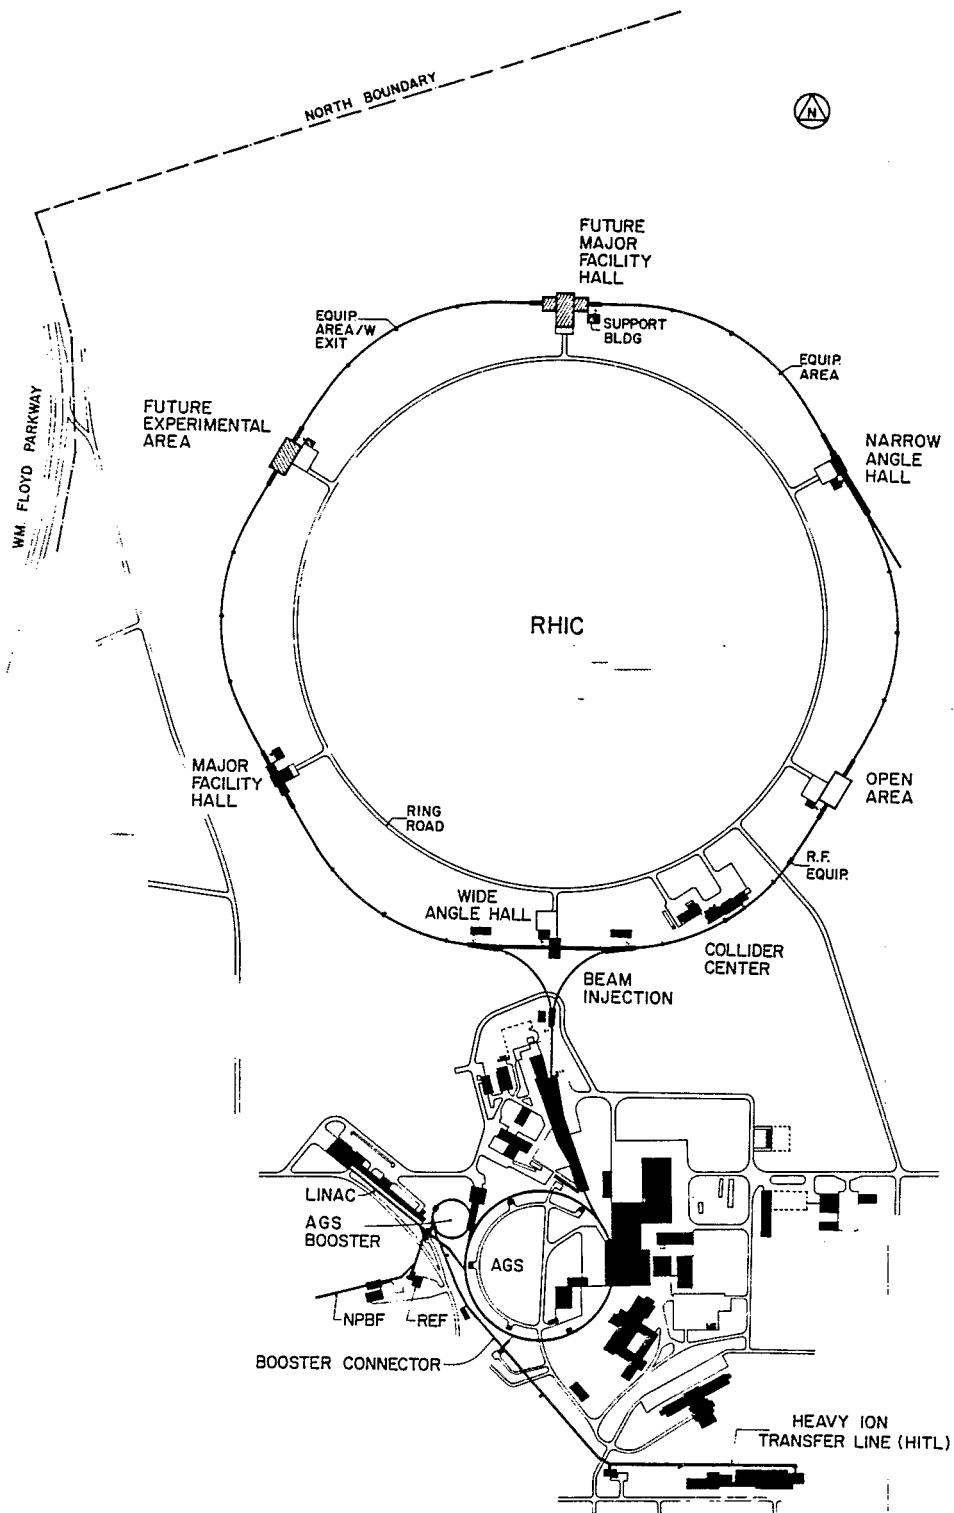 NORTH BOUNDARY
N
FUTURE
MAJOR
FACILITY
HALL
EQUIP.
AREA/W
EXIT
SUPPORT
BLDG
EQUIP.
AREA
WM. FLOYD PARKWAY
FUTURE
EXPERIMENTAL
AREA
NARROW
ANGLE
HALL
RHIC
MAJOR
FACILITY
HALL
OPEN
AREA
RING
ROAD
R.F.
EQUIP.
WIDE
ANGLE HALL
COLLIDER
CENTER
BEAM
INJECTION
LINAC
AGS
BOOSTER
AGS
NPBF
REF
BOOSTER CONNECTOR
HEAVY ION
TRANSFER LINE (HITL)